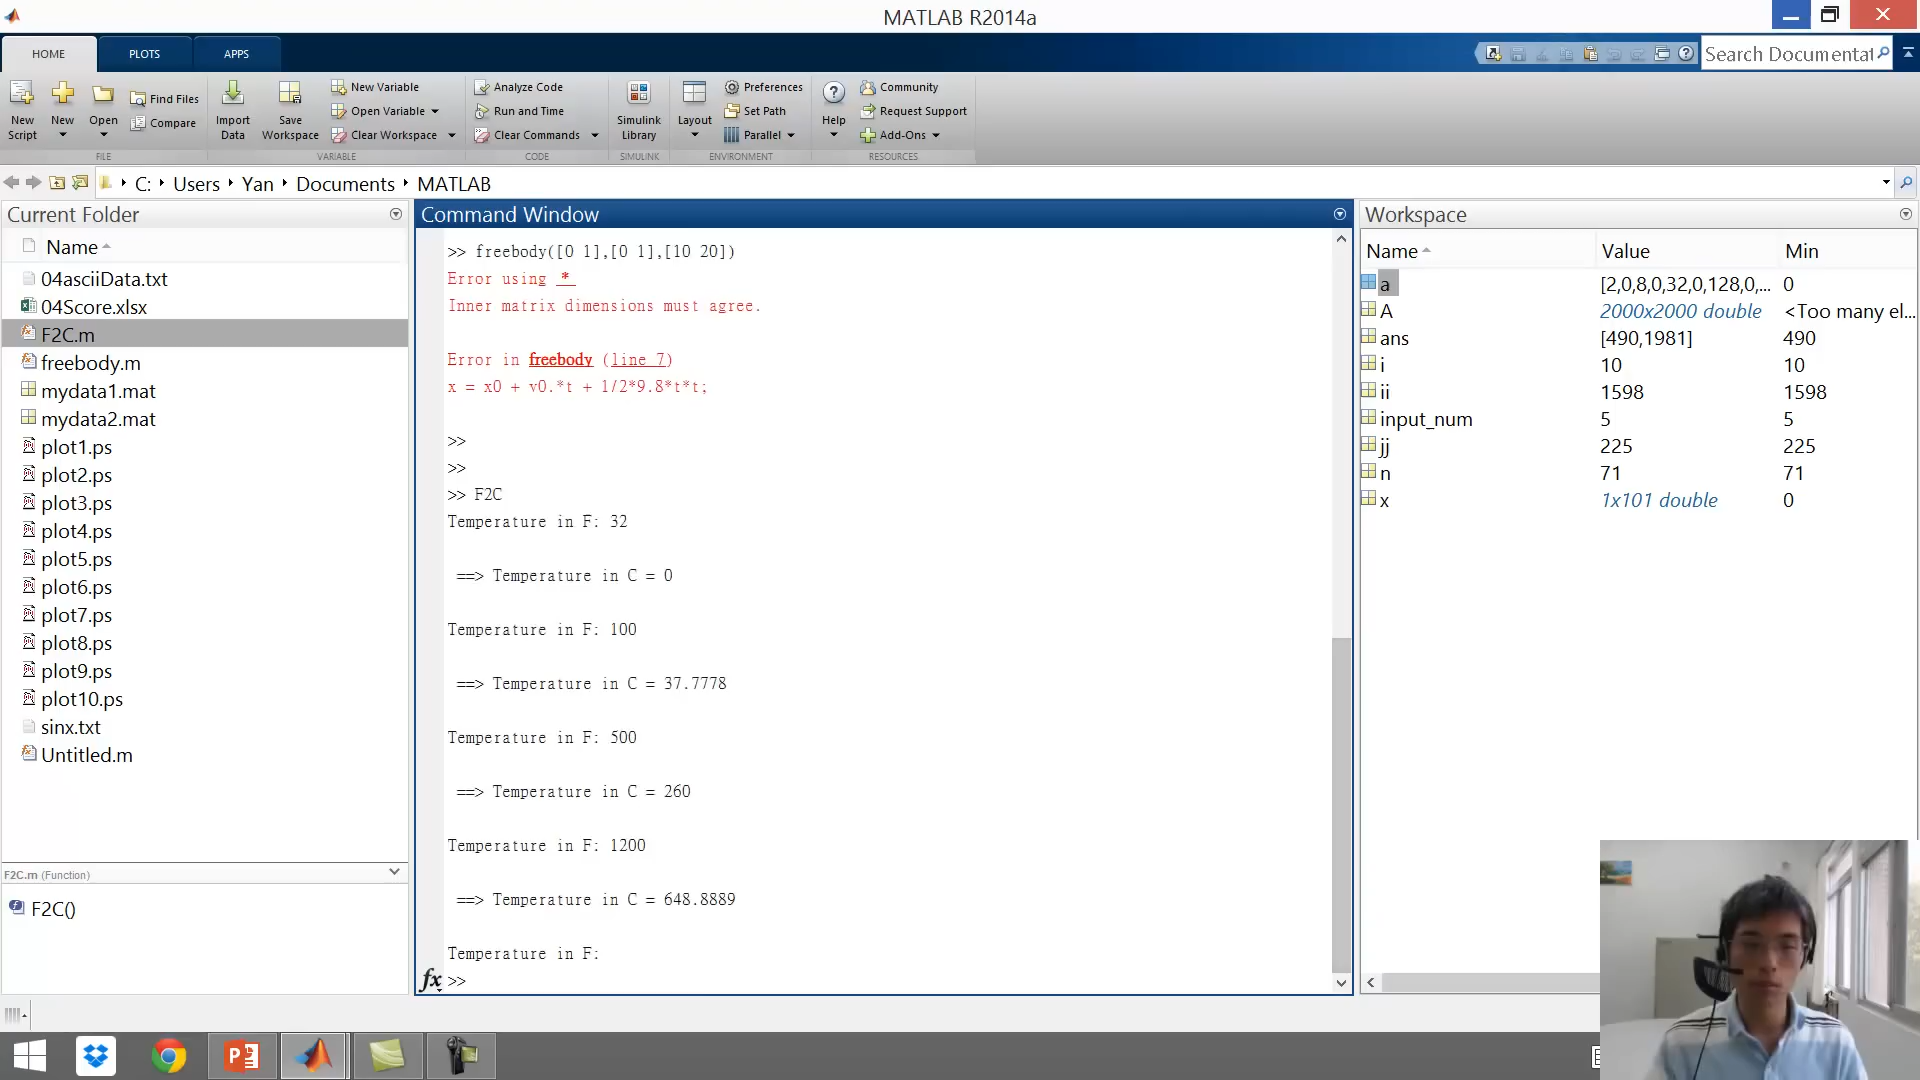 MATLAB R2014a
HOME
PLOTS
APPS
Search Documentat
New Script
New
Open
Find Files
Compare
FILE
Import Data
Save Workspace
New Variable
Open Variable
Clear Workspace
VARIABLE
Analyze Code
Run and Time
Clear Commands
CODE
Simulink Library
SIMULINK
Layout
Preferences
Set Path
Parallel
ENVIRONMENT
Help
Community
Request Support
Add-Ons
RESOURCES
C: Users Yan Documents MATLAB
Current Folder
Name
04asciiData.txt
04Score.xlsx
F2C.m
freebody.m
mydata1.mat
mydata2.mat
plot1.ps
plot2.ps
plot3.ps
plot4.ps
plot5.ps
plot6.ps
plot7.ps
plot8.ps
plot9.ps
plot10.ps
sinx.txt
Untitled.m
F2C.m (Function)
F2C()
Command Window
>> freebody([0 1],[0 1],[10 20])
Error using *
Inner matrix dimensions must agree.
Error in freebody (line 7)
x = x0 + v0.*t + 1/2*9.8*t*t;
>>
>>
>> F2C
Temperature in F: 32
==> Temperature in C = 0
Temperature in F: 100
==> Temperature in C = 37.7778
Temperature in F: 500
==> Temperature in C = 260
Temperature in F: 1200
==> Temperature in C = 648.8889
Temperature in F:
fx >>
Workspace
Name Value Min
a [2,0,8,0,32,0,128,0,... 0
A 2000x2000 double <Too many el...
ans [490,1981] 490
i 10 10
ii 1598 1598
input_num 5 5
jj 225 225
n 71 71
x 1x101 double 0